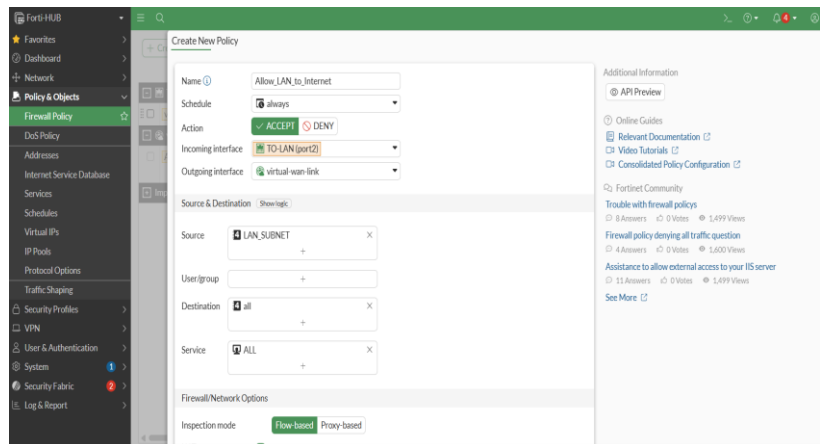 Forti-HUB
Favorites
Dashboard
Network
Policy & Objects
Firewall Policy
DoS Policy
Addresses
Internet Service Database
Services
Schedules
Virtual IPs
IP Pools
Protocol Options
Traffic Shaping
Security Profiles
VPN
User & Authentication
System 1
Security Fabric 2
Log & Report
4
Create New Policy
Name
Allow_LAN_to_Internet
Schedule
always
Action
ACCEPT DENY
Incoming interface
TO-LAN (port2)
Outgoing interface
virtual-wan-link
Source & Destination Show logic
Source
4 LAN_SUBNET
+
User/group
+
Destination
4 all
+
Service
ALL
+
Firewall/Network Options
Inspection mode
Flow-based Proxy-based
Additional Information
API Preview
Online Guides
Relevant Documentation
Video Tutorials
Consolidated Policy Configuration
Fortinet Community
Trouble with firewall policys
8 Answers 0 Votes 1,499 Views
Firewall policy denying all traffic question
4 Answers 0 Votes 1,600 Views
Assistance to allow external access to your IIS server
11 Answers 0 Votes 1,499 Views
See More